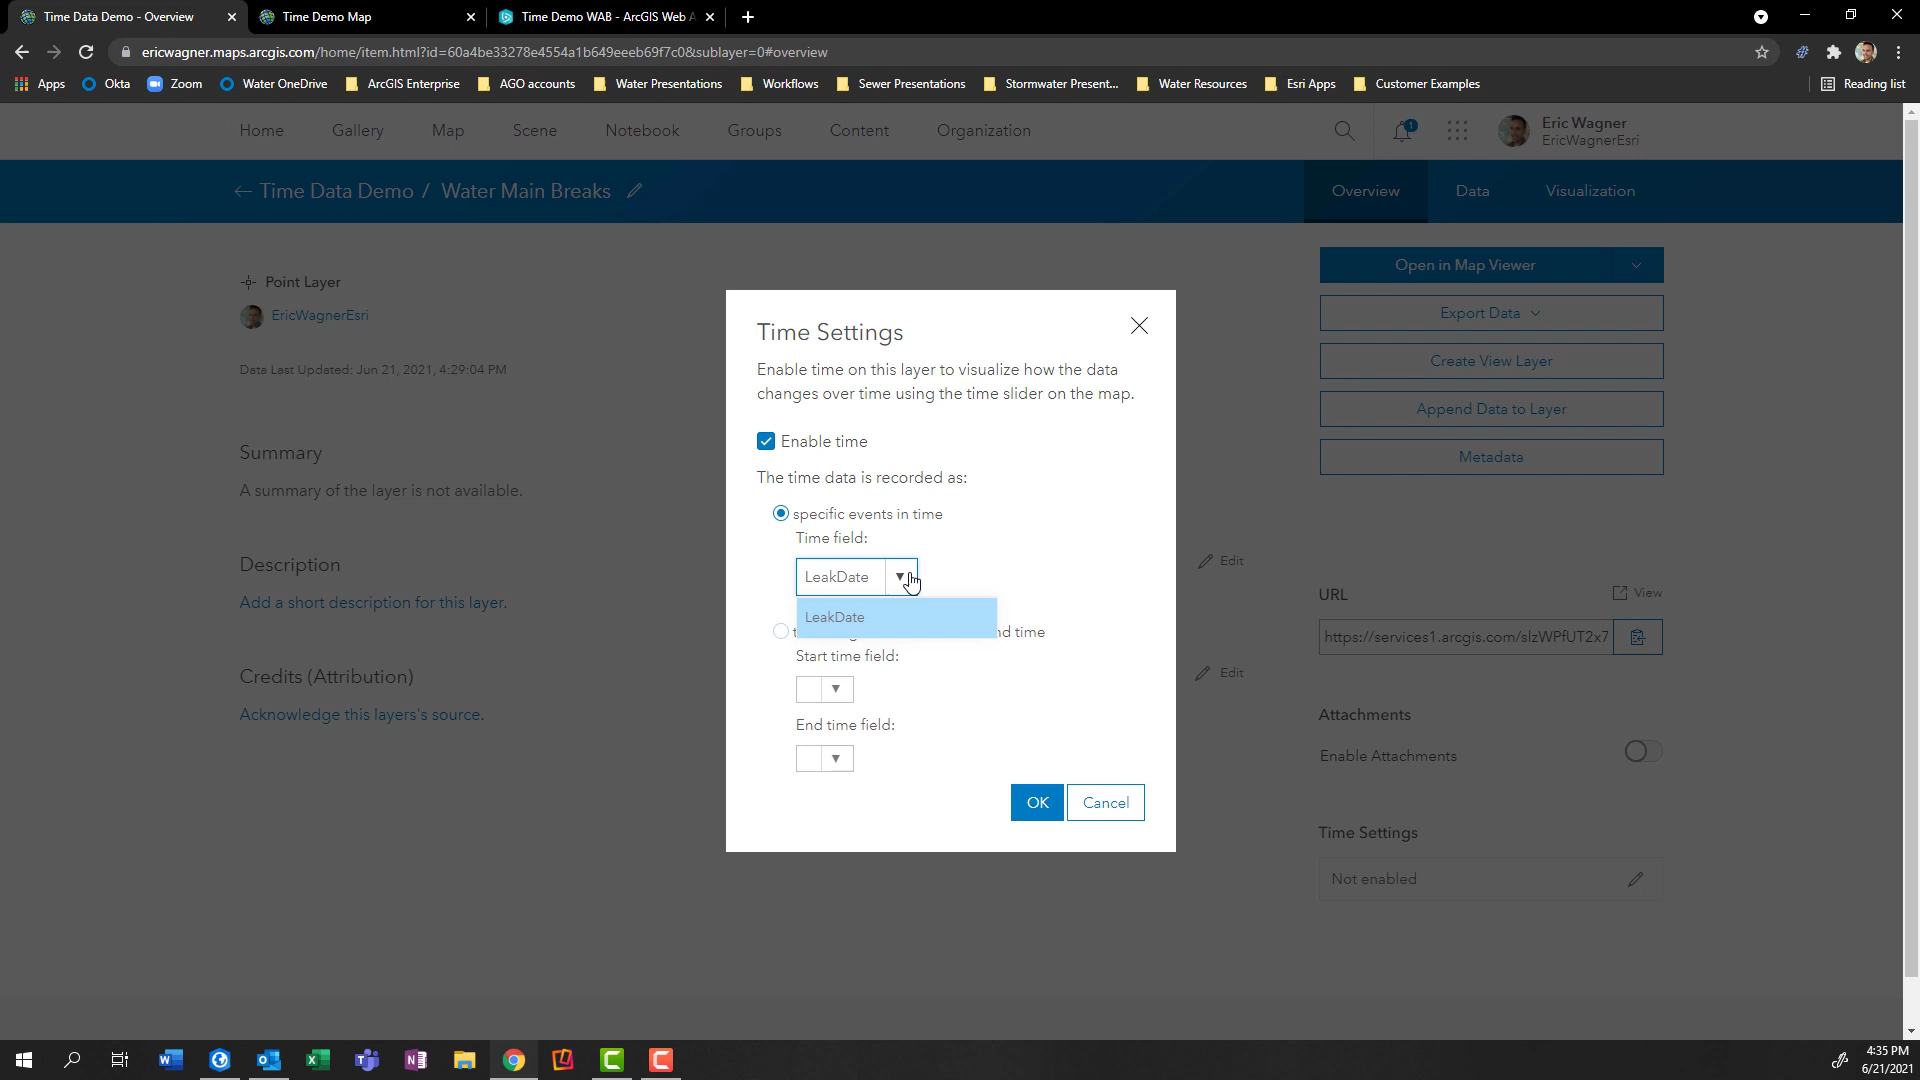 Time Data Demo - Overview
Time Demo Map
Time Demo WAB - ArcGIS Web A
ericwagner.maps.arcgis.com/home/item.html?id=60a4be33278e4554a1b649eeeb69f7c0&sublayer=0#overview
Apps
Okta
Zoom
Water OneDrive
ArcGIS Enterprise
AGO accounts
Water Presentations
Workflows
Sewer Presentations
Stormwater Present...
Water Resources
Esri Apps
Customer Examples
Reading list
Home
Gallery
Map
Scene
Notebook
Groups
Content
Organization
1
Eric Wagner
EricWagnerEsri
Time Data Demo / Water Main Breaks
Overview
Data
Visualization
Point Layer
EricWagnerEsri
Data Last Updated: Jun 21, 2021, 4:29:04 PM
Summary
A summary of the layer is not available.
Description
Edit
Add a short description for this layer.
Credits (Attribution)
Edit
Acknowledge this layers's source.
Time Settings
Enable time on this layer to visualize how the data
changes over time using the time slider on the map.
Enable time
The time data is recorded as:
specific events in time
Time field:
LeakDate
LeakDate
nd time
Start time field:
End time field:
OK
Cancel
Open in Map Viewer
Export Data
Create View Layer
Append Data to Layer
Metadata
URL
View
https://services1.arcgis.com/slzWPfUT2x7
Attachments
Enable Attachments
Time Settings
Not enabled
4:35 PM
6/21/2021